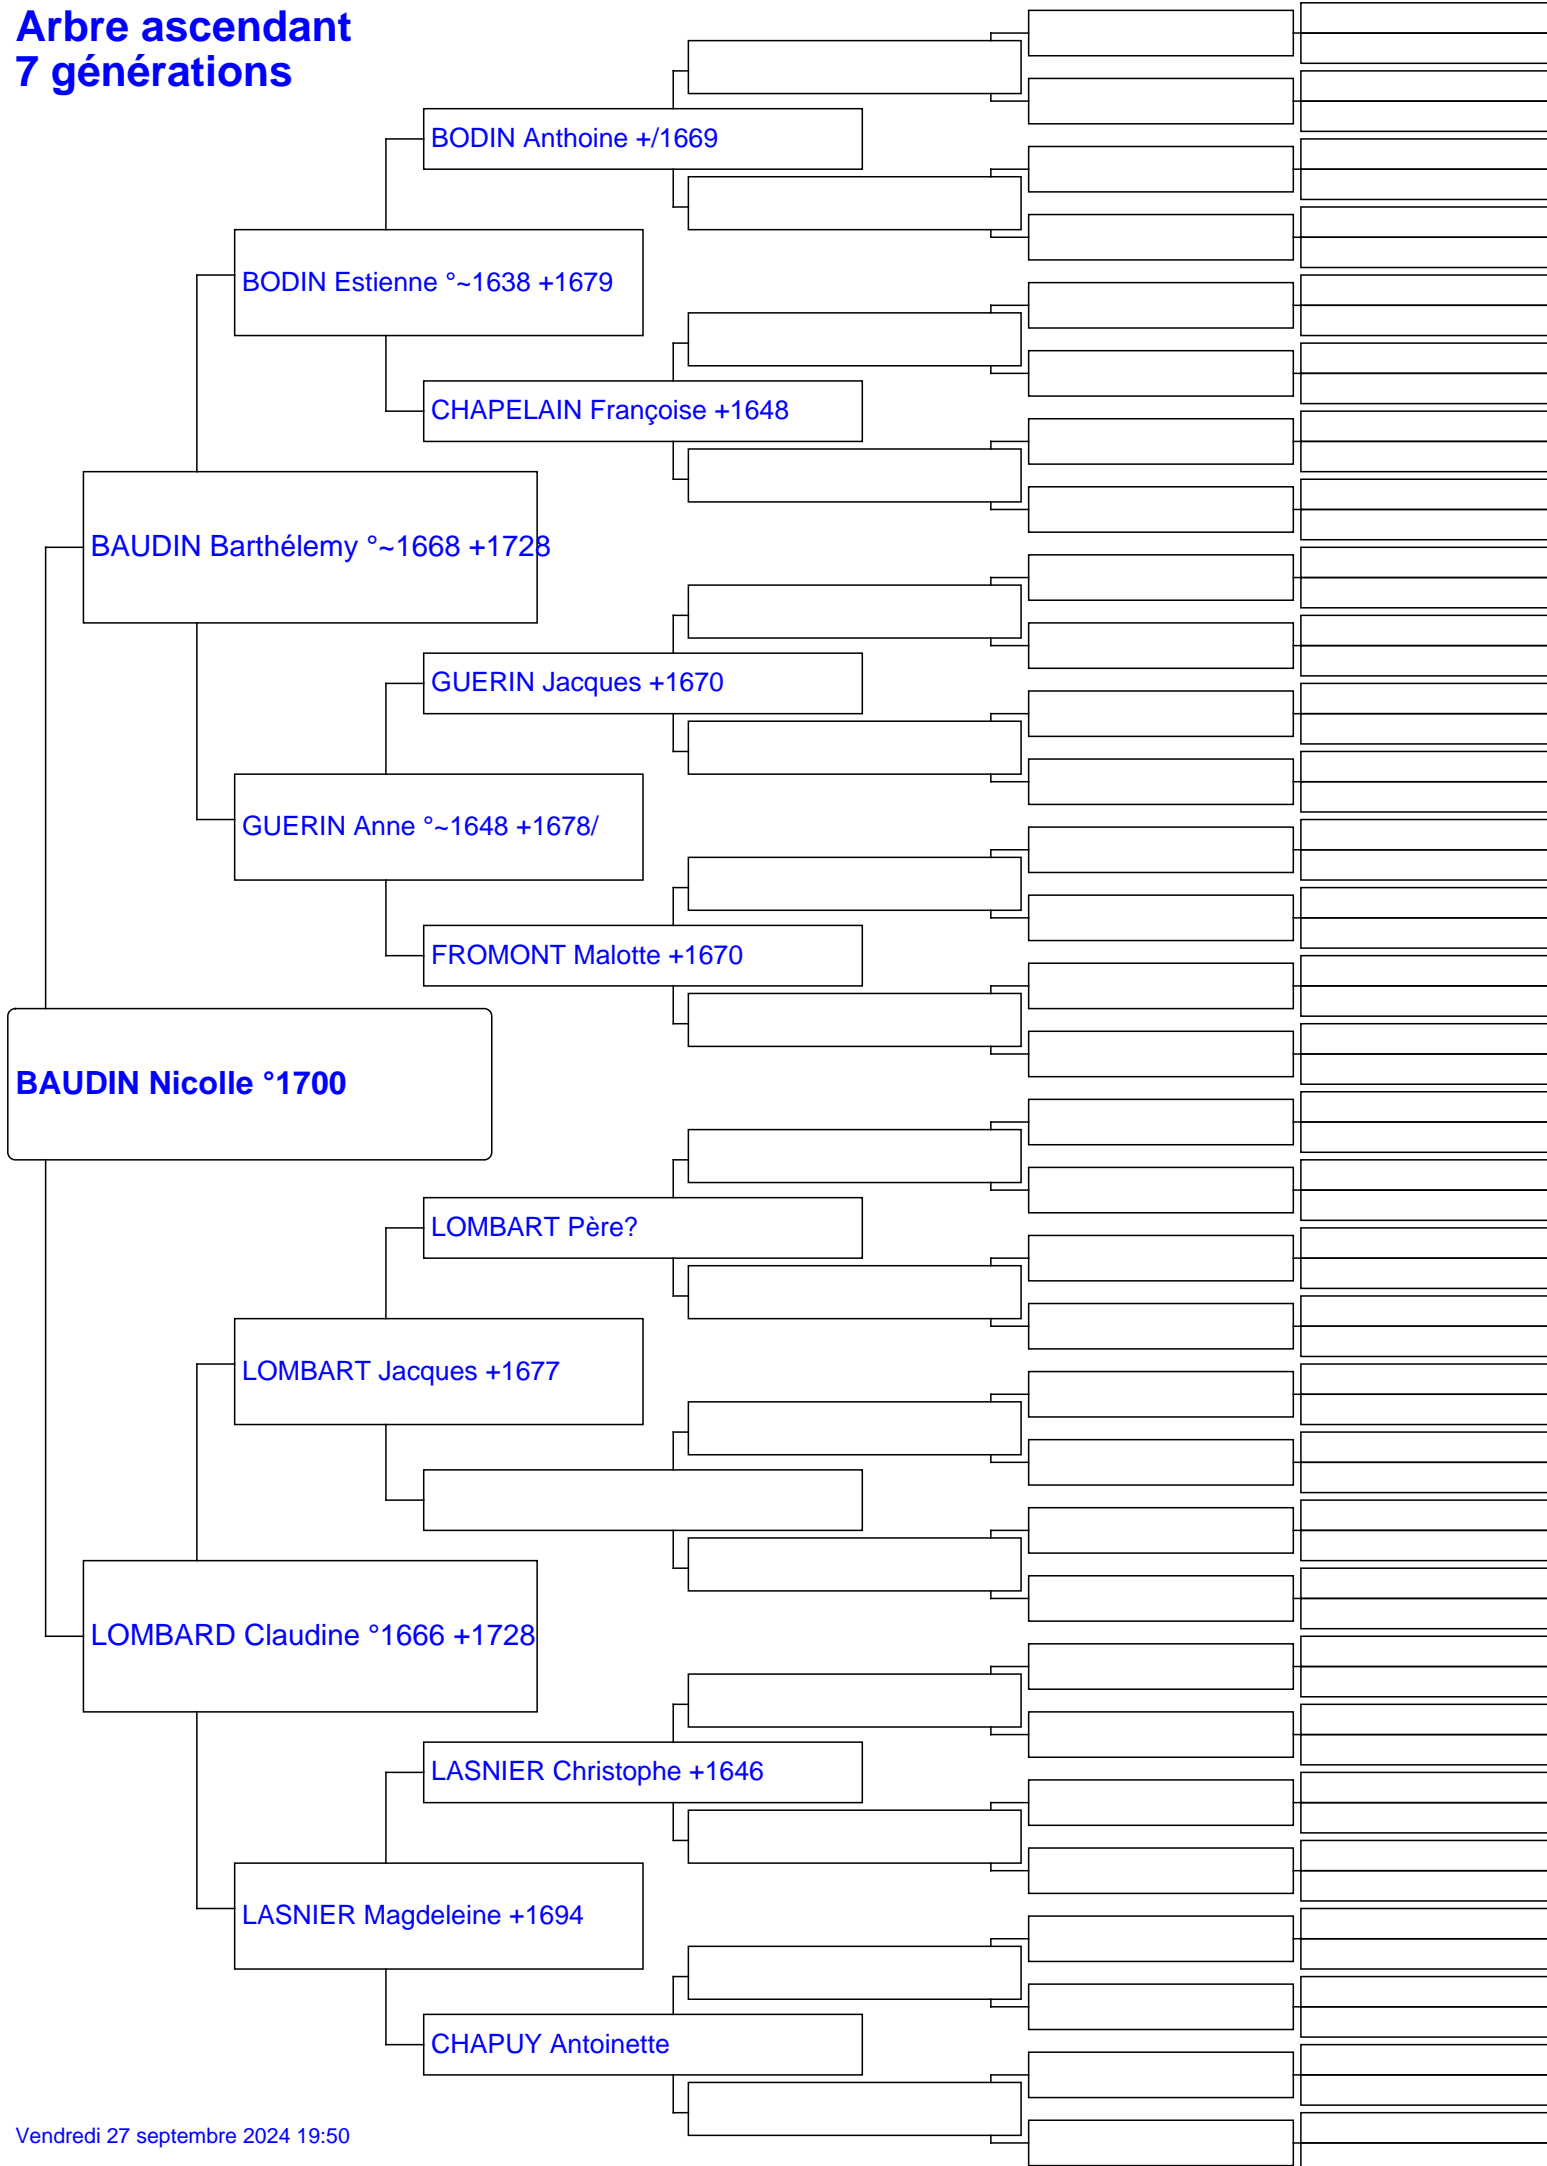 Arbre ascendant
7 générations
BODIN Anthoine +/1669
BODIN Estienne °~1638 +1679
CHAPELAIN Françoise +1648
BAUDIN Barthélemy °~1668 +1728
GUERIN Jacques +1670
GUERIN Anne °~1648 +1678/
FROMONT Malotte +1670
BAUDIN Nicolle °1700
LOMBART Père?
LOMBART Jacques +1677
LOMBARD Claudine °1666 +1728
LASNIER Christophe +1646
LASNIER Magdeleine +1694
CHAPUY Antoinette
Vendredi 27 septembre 2024 19:50